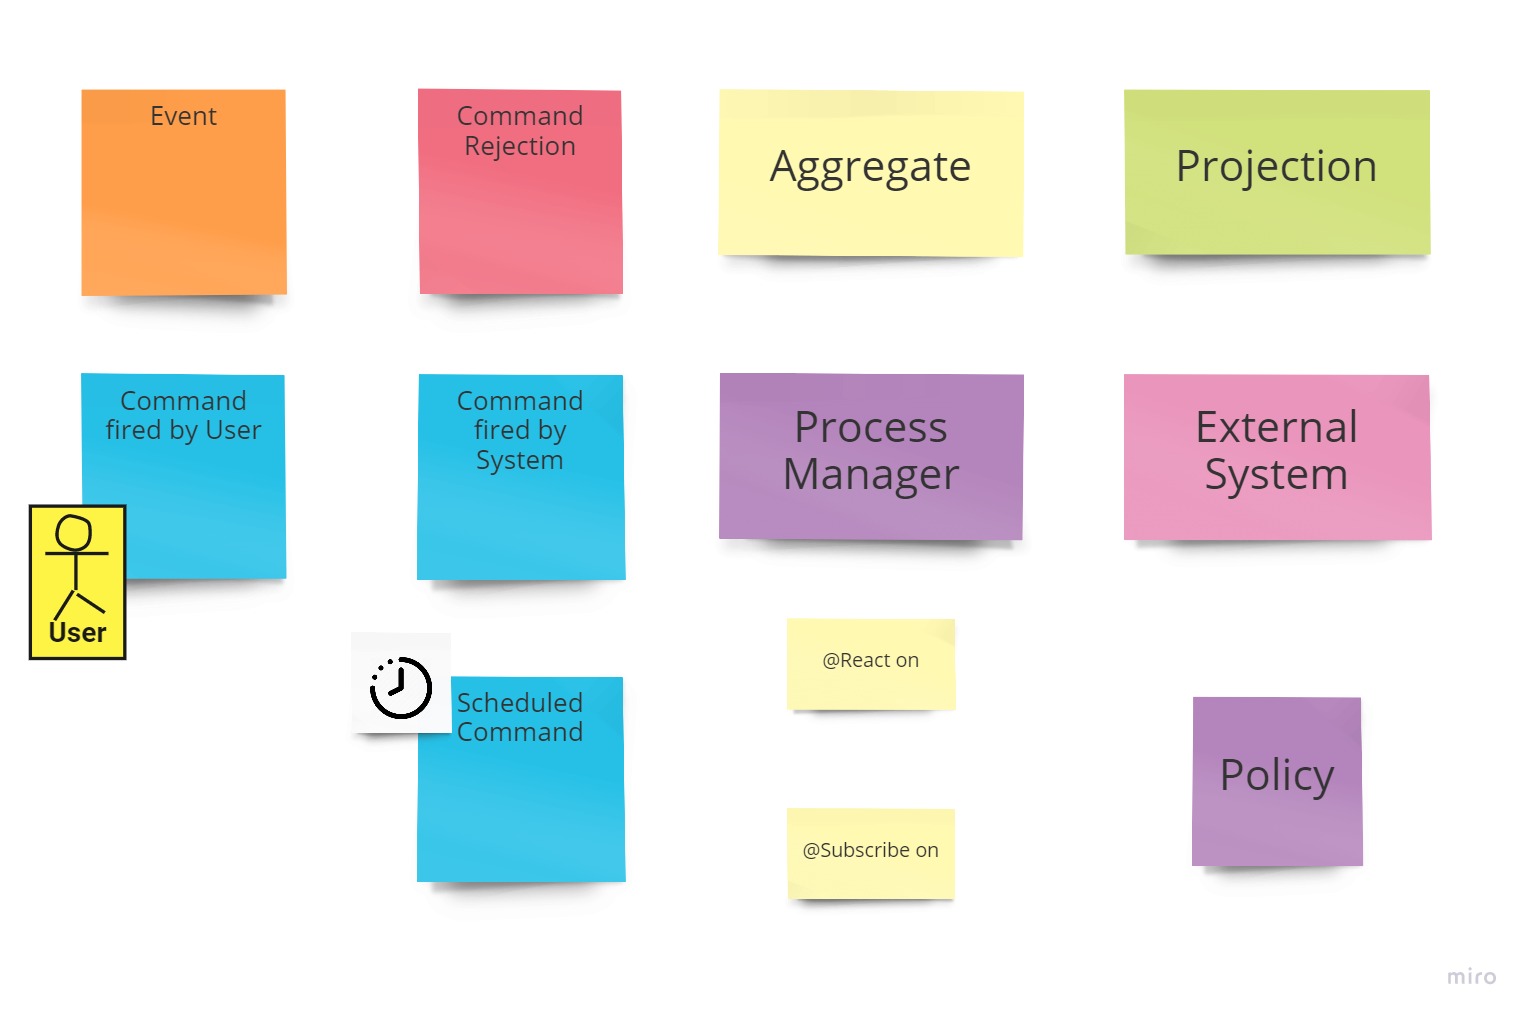 Event
Command
Rejection
Aggregate
Projection
Command
fired by User
Command
fired by
System
Process
Manager
External
System
User
@React on
Scheduled
Command
Policy
@Subscribe on
miro